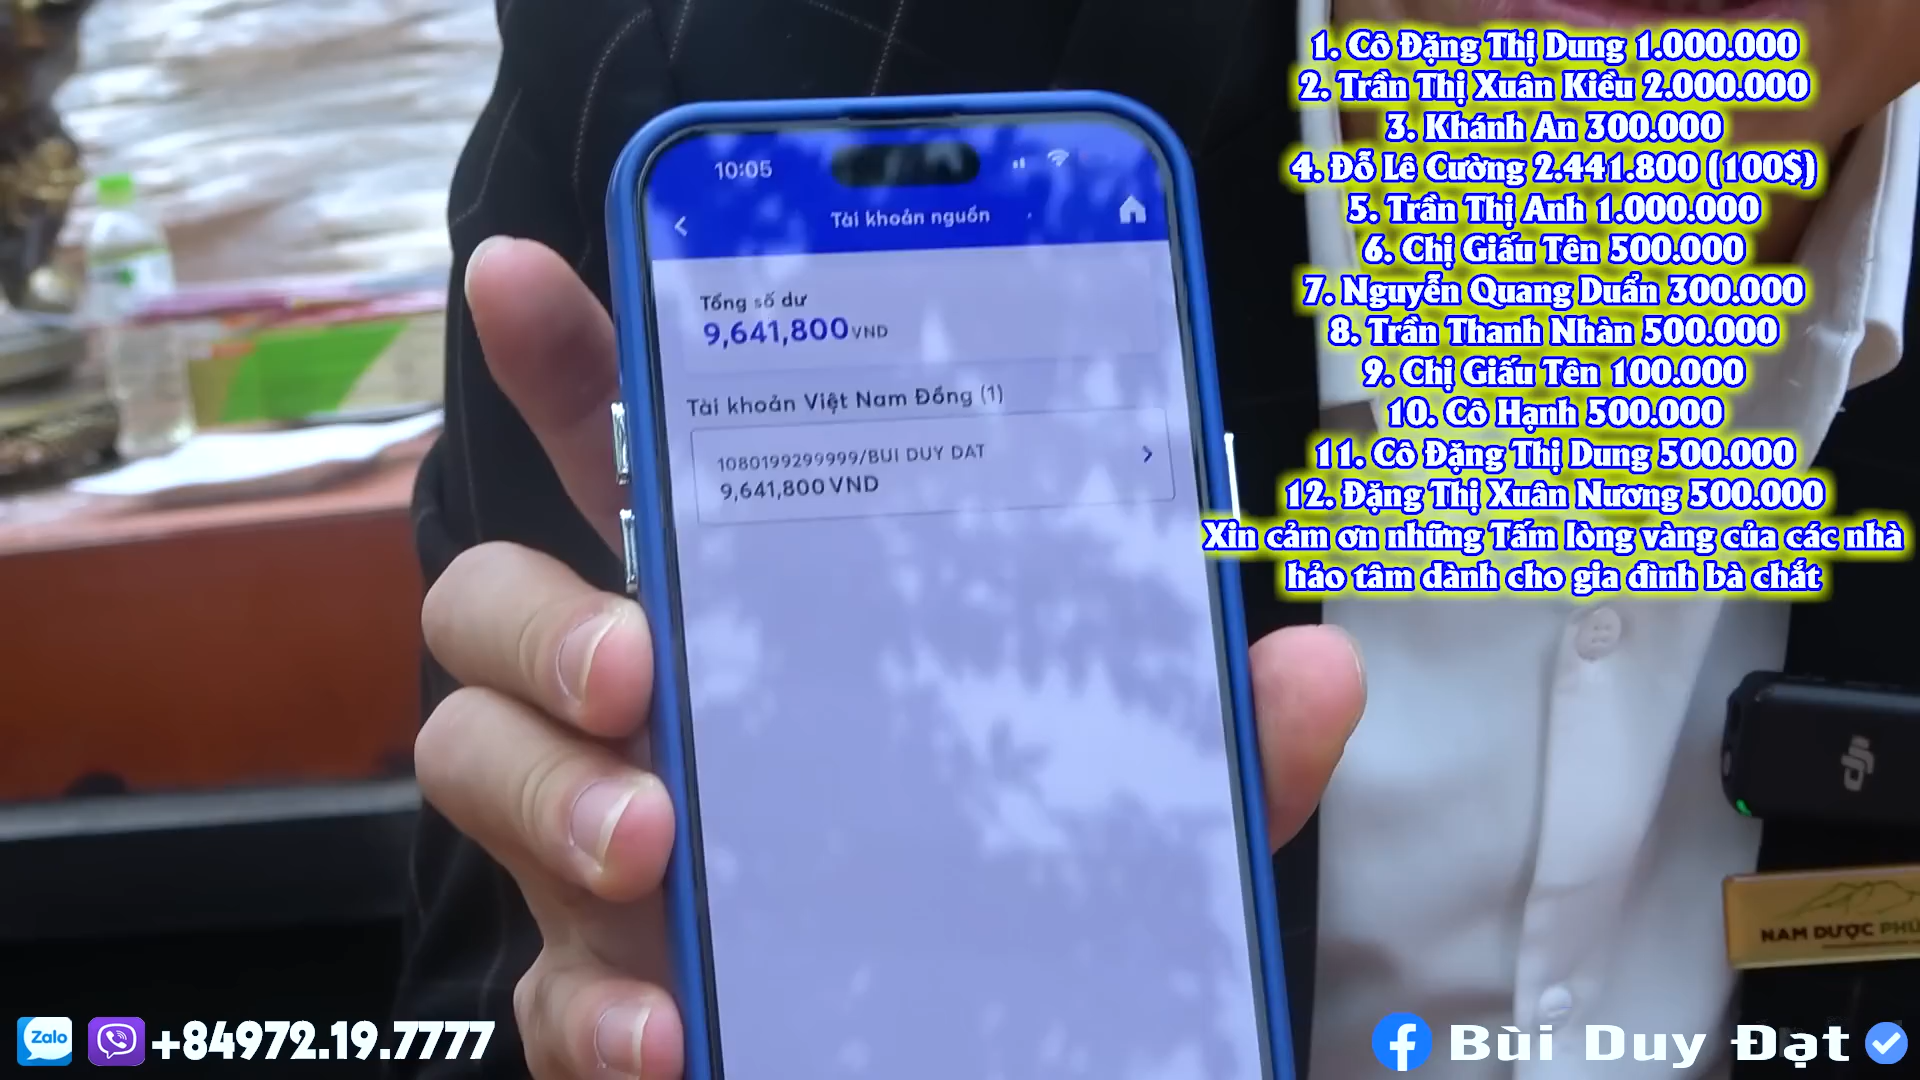 1. Cô Đặng Thị Dung 1.000.000
2. Trần Thị Xuân Kiều 2.000.000
3. Khánh An 300.000
4. Đỗ Lê Cường 2.441.800 (100$)
5. Trần Thị Anh 1.000.000
6. Chị Giấu Tên 500.000
7. Nguyễn Quang Duẩn 300.000
8. Trần Thanh Nhàn 500.000
9. Chị Giấu Tên 100.000
10. Cô Hạnh 500.000
11. Cô Đặng Thị Dung 500.000
12. Đặng Thị Xuân Nương 500.000
Xin cảm ơn những Tấm lòng vàng của các nhà
hảo tâm dành cho gia đình bà chắt
10:05
Tài khoản nguồn
Tổng số dư
9,641,800 VND
Tài khoản Việt Nam Đồng (1)
1080199299999/BUI DUY DAT
9,641,800 VND
dji
NAM DƯỢC PHÚ
Zalo
+84972.19.7777
Bùi Duy Đạt